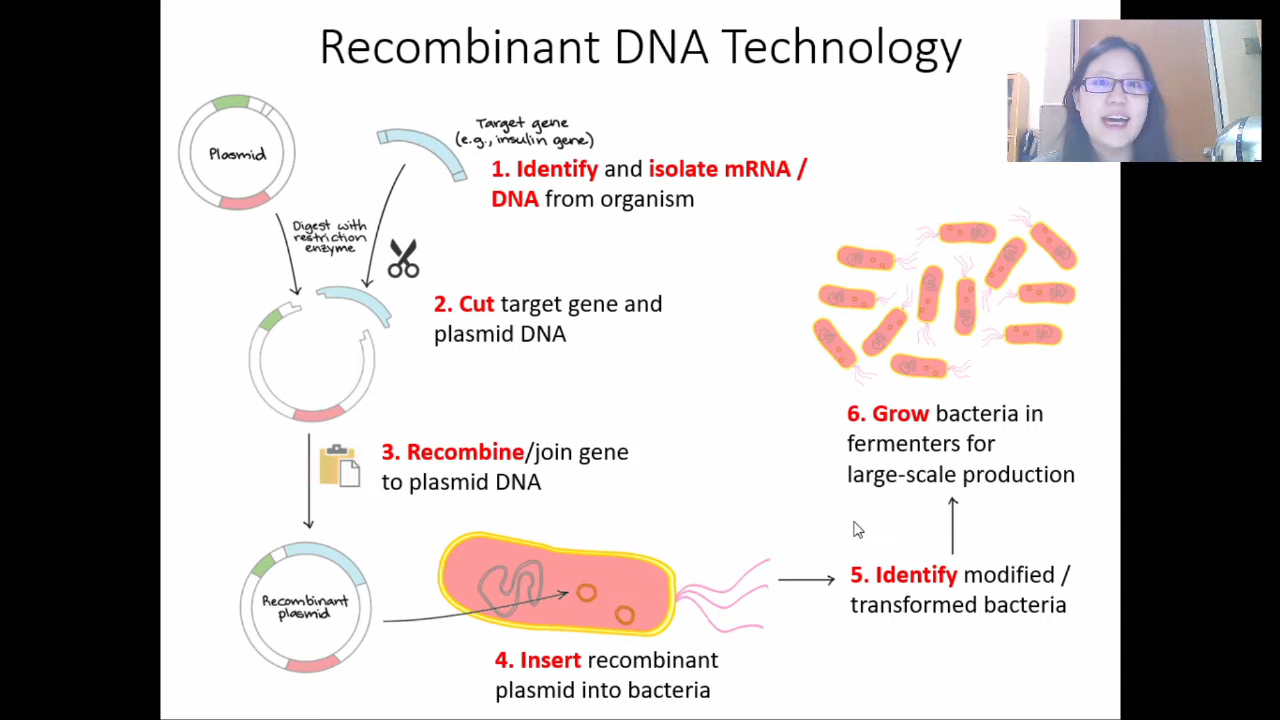 Recombinant DNA Technology
Plasmid
Target gene
(e.g., insulin gene)
1. Identify and isolate mRNA /
DNA from organism
Digest with
restriction
enzyme
2. Cut target gene and
plasmid DNA
3. Recombine/join gene
to plasmid DNA
Recombinant
plasmid
4. Insert recombinant
plasmid into bacteria
5. Identify modified /
transformed bacteria
6. Grow bacteria in
fermenters for
large-scale production